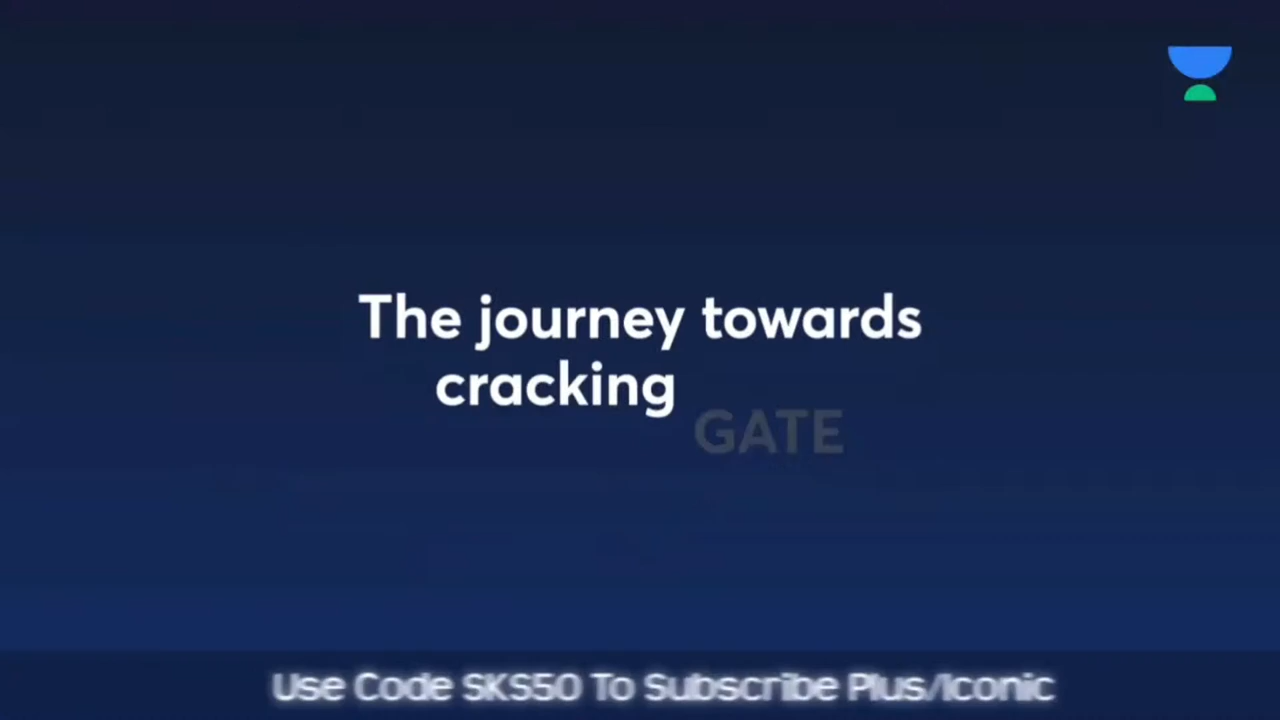 The journey towards
cracking
GATE
Use Code SKS50 To Subscribe Plus/Iconic